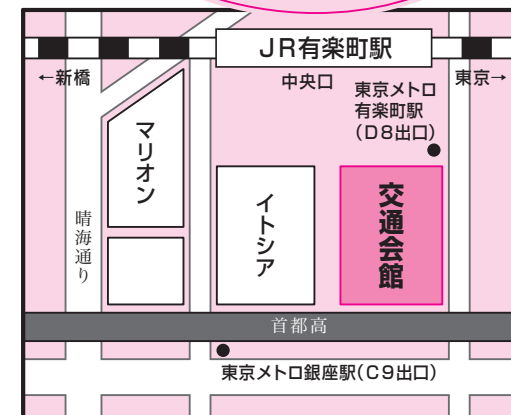 JR有楽町駅
←新橋
中央口
東京→
東京メトロ
有楽町駅
(D8出口)
マリオン
イトシア
交通会館
晴海通り
首都高
東京メトロ銀座駅(C9出口)